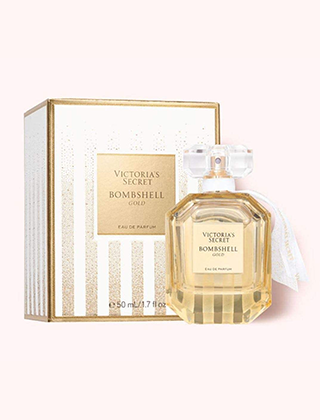 VICTORIA'S
SECRET
BOMBSHELL
GOLD
EAU DE PARFUM
℮ 50 mL/1.7 fl oz
VICTORIA'S
SECRET
BOMBSHELL
GOLD
EAU DE PARFUM